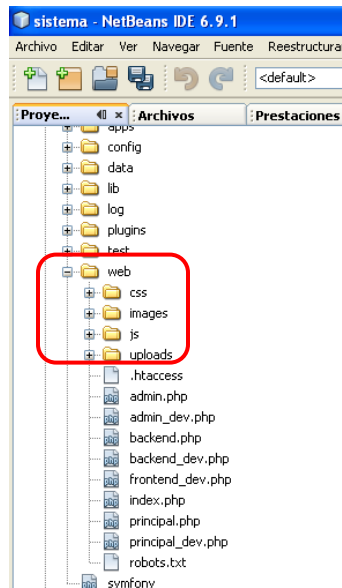 sistema - NetBeans IDE 6.9.1
Archivo Editar Ver Navegar Fuente Reestructura
<default>
Proye... Archivos Prestaciones
apps
config
data
lib
log
plugins
test
web
css
images
js
uploads
.htaccess
admin.php
admin_dev.php
backend.php
backend_dev.php
frontend_dev.php
index.php
principal.php
principal_dev.php
robots.txt
symfony